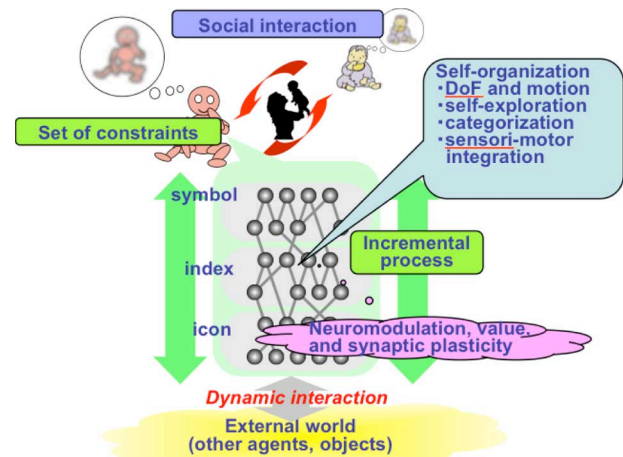 Social interaction
Self-organization
・DoF and motion
・self-exploration
・categorization
・sensori-motor
integration
Set of constraints
symbol
Incremental
process
index
icon
Neuromodulation, value,
and synaptic plasticity
Dynamic interaction
External world
(other agents, objects)